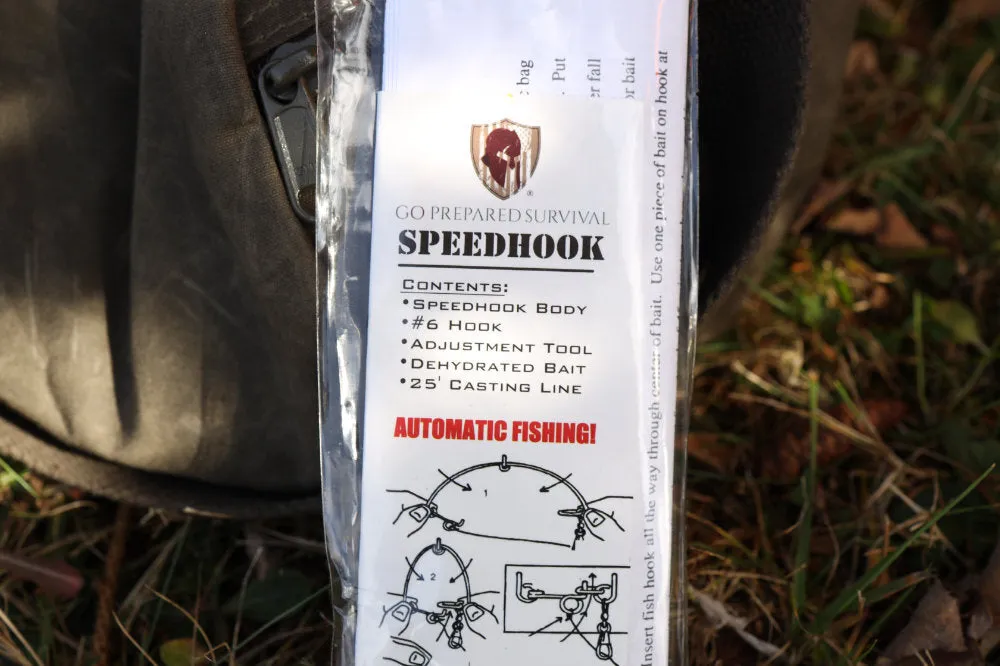 GO PREPARED SURVIVAL
SPEEDHOOK
CONTENTS:
•SPEEDHOOK BODY
•#6 HOOK
•ADJUSTMENT TOOL
•DEHYDRATED BAIT
•25' CASTING LINE
AUTOMATIC FISHING!
1
2
bag
. Put
fall
bait
Insert fish hook all the way through center of bait. Use one piece of bait on hook at